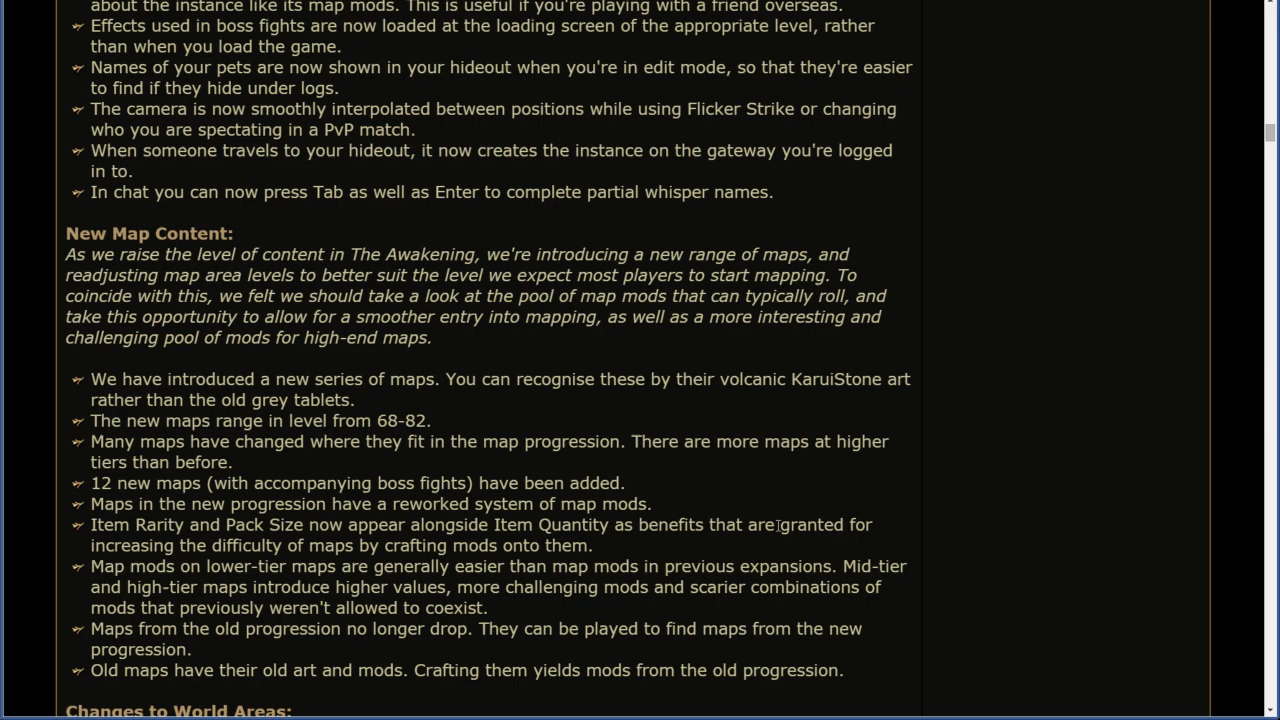 about the instance like its map mods. This is useful if you're playing with a friend overseas.
Effects used in boss fights are now loaded at the loading screen of the appropriate level, rather
than when you load the game.
Names of your pets are now shown in your hideout when you're in edit mode, so that they're easier
to find if they hide under logs.
The camera is now smoothly interpolated between positions while using Flicker Strike or changing
who you are spectating in a PvP match.
When someone travels to your hideout, it now creates the instance on the gateway you're logged
in to.
In chat you can now press Tab as well as Enter to complete partial whisper names.
New Map Content:
As we raise the level of content in The Awakening, we're introducing a new range of maps, and
readjusting map area levels to better suit the level we expect most players to start mapping. To
coincide with this, we felt we should take a look at the pool of map mods that can typically roll, and
take this opportunity to allow for a smoother entry into mapping, as well as a more interesting and
challenging pool of mods for high-end maps.
We have introduced a new series of maps. You can recognise these by their volcanic KaruiStone art
rather than the old grey tablets.
The new maps range in level from 68-82.
Many maps have changed where they fit in the map progression. There are more maps at higher
tiers than before.
12 new maps (with accompanying boss fights) have been added.
Maps in the new progression have a reworked system of map mods.
Item Rarity and Pack Size now appear alongside Item Quantity as benefits that are granted for
increasing the difficulty of maps by crafting mods onto them.
Map mods on lower-tier maps are generally easier than map mods in previous expansions. Mid-tier
and high-tier maps introduce higher values, more challenging mods and scarier combinations of
mods that previously weren't allowed to coexist.
Maps from the old progression no longer drop. They can be played to find maps from the new
progression.
Old maps have their old art and mods. Crafting them yields mods from the old progression.
Changes to World Areas: